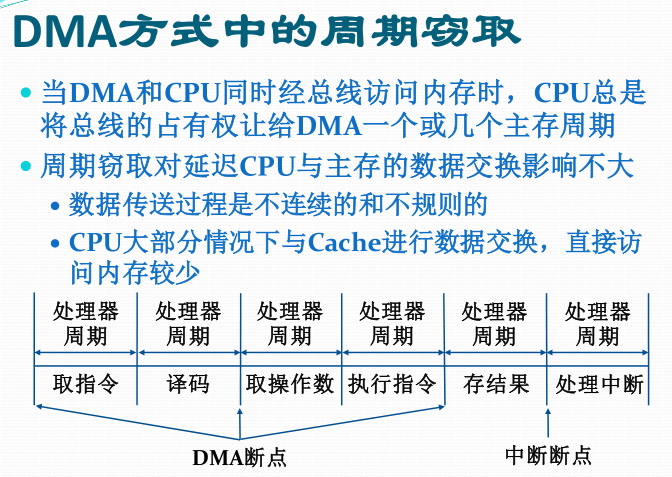 DMA方式中的周期窃取
当DMA和CPU同时经总线访问内存时，CPU总是
将总线的占有权让给DMA一个或几个主存周期
周期窃取对延迟CPU与主存的数据交换影响不大
数据传送过程是不连续的和不规则的
CPU大部分情况下与Cache进行数据交换，直接访
问内存较少
处理器 处理器 处理器 处理器 处理器 处理器
周期 周期 周期 周期 周期 周期
取指令 译码 取操作数 执行指令 存结果 处理中断
DMA断点 中断断点